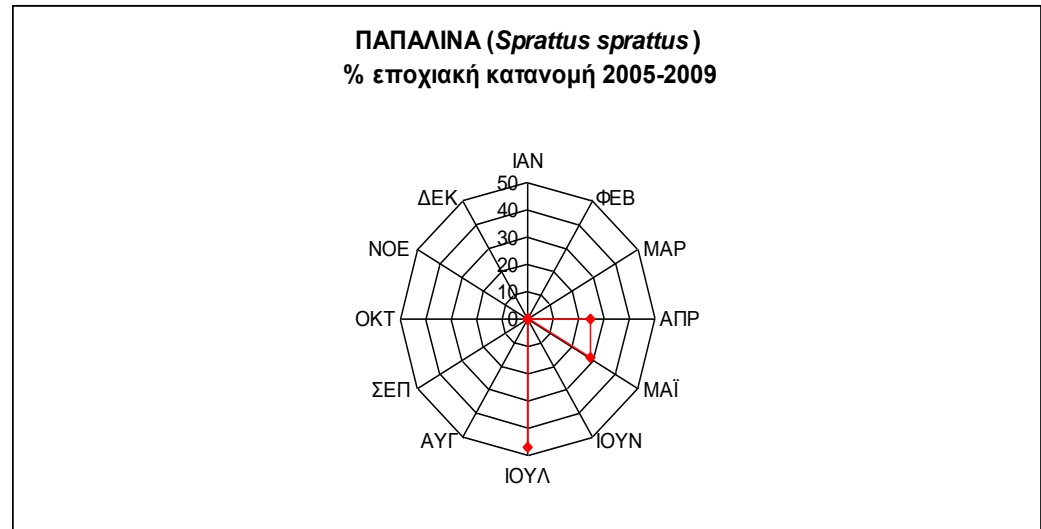 ΠΑΠΑΛΙΝΑ (Sprattus sprattus)
% εποχιακή κατανομή 2005-2009
ΙΑΝ
ΔΕΚ
50
ΦΕΒ
40
ΝΟΕ
30
ΜΑΡ
20
10
ΟΚΤ
0
ΑΠΡ
ΣΕΠ
ΜΑΪ
ΑΥΓ
ΙΟΥΝ
ΙΟΥΛ